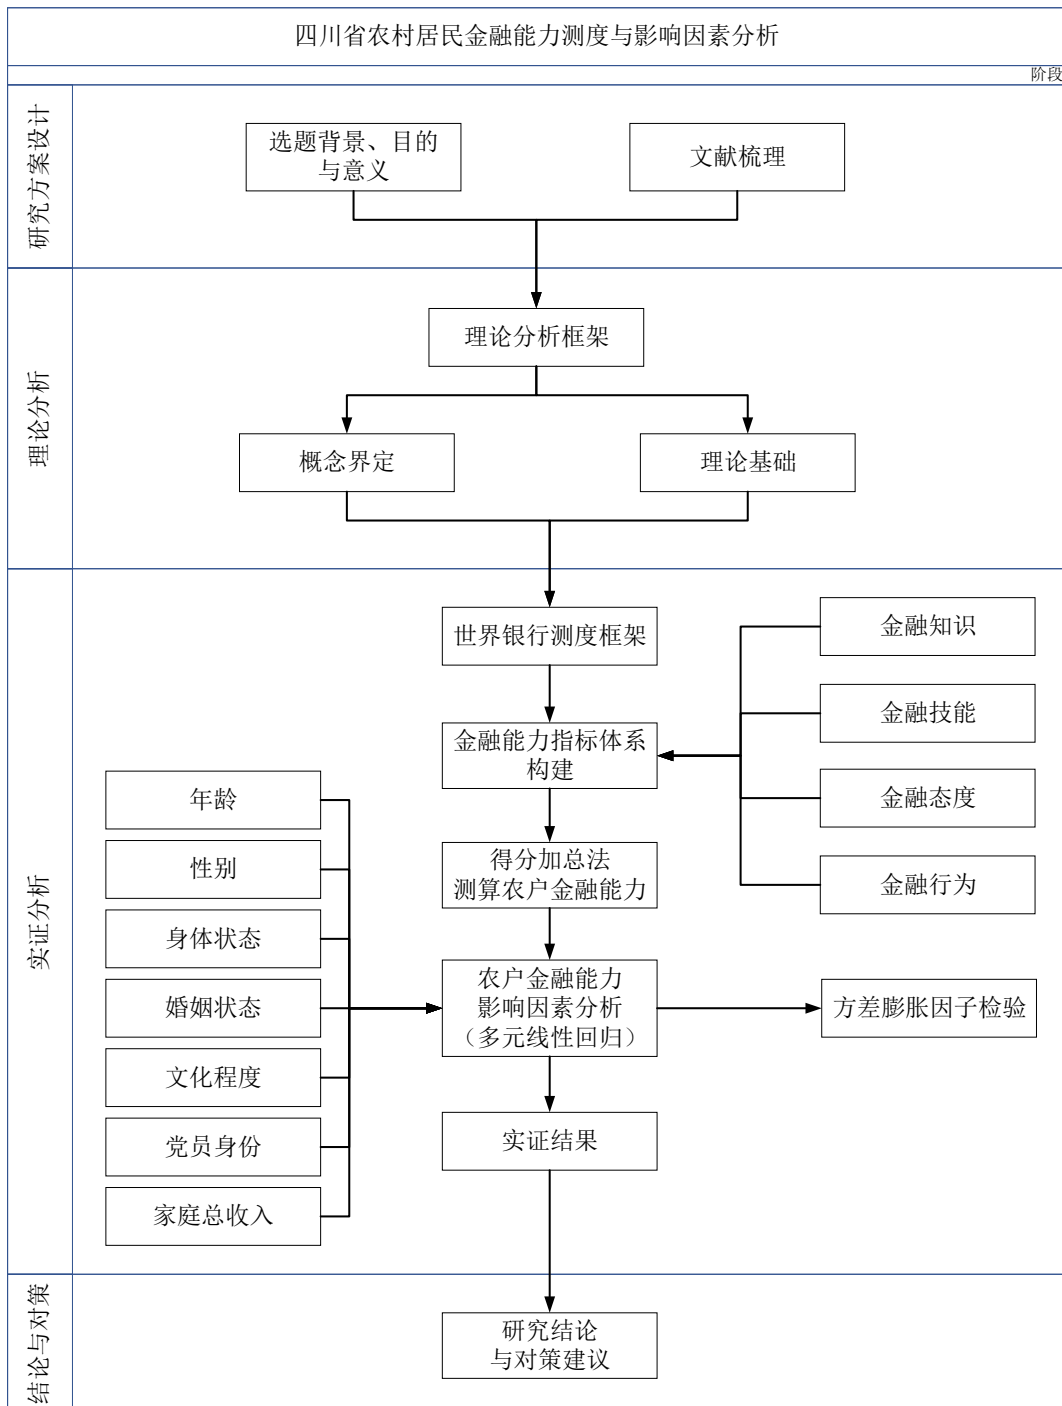 四川省农村居民金融能力测度与影响因素分析
阶段
研究方案设计
选题背景、目的
与意义
文献梳理
理论分析
理论分析框架
概念界定
理论基础
实证分析
世界银行测度框架
金融知识
金融技能
金融能力指标体系
构建
金融态度
金融行为
得分加总法
测算农户金融能力
年龄
性别
身体状态
婚姻状态
文化程度
党员身份
家庭总收入
农户金融能力
影响因素分析
（多元线性回归）
方差膨胀因子检验
实证结果
结论与对策
研究结论
与对策建议